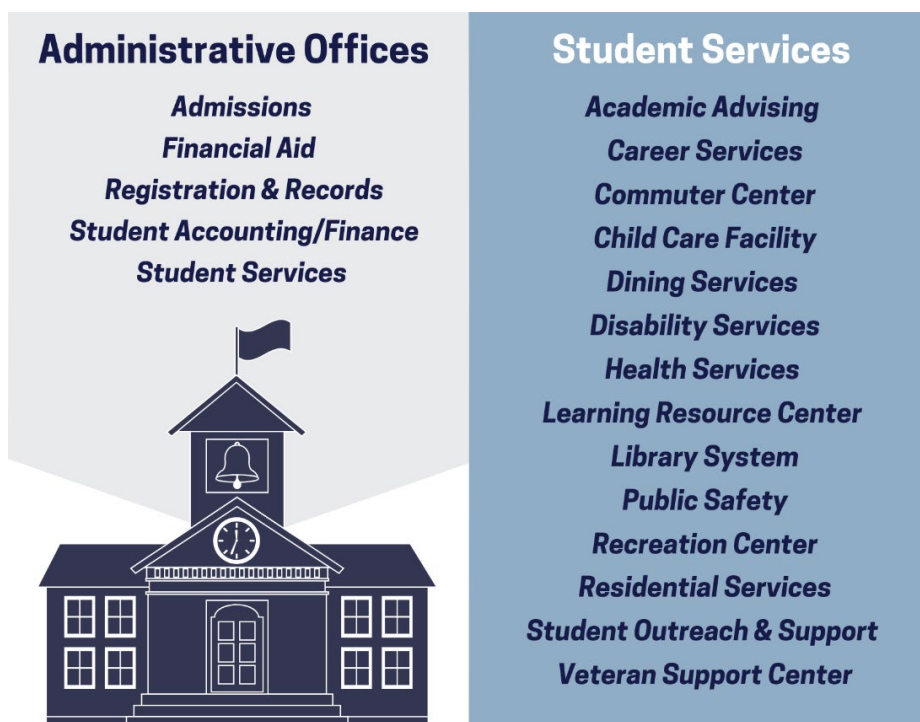 Administrative Offices
Admissions
Financial Aid
Registration & Records
Student Accounting/Finance
Student Services
Student Services
Academic Advising
Career Services
Commuter Center
Child Care Facility
Dining Services
Disability Services
Health Services
Learning Resource Center
Library System
Public Safety
Recreation Center
Residential Services
Student Outreach & Support
Veteran Support Center